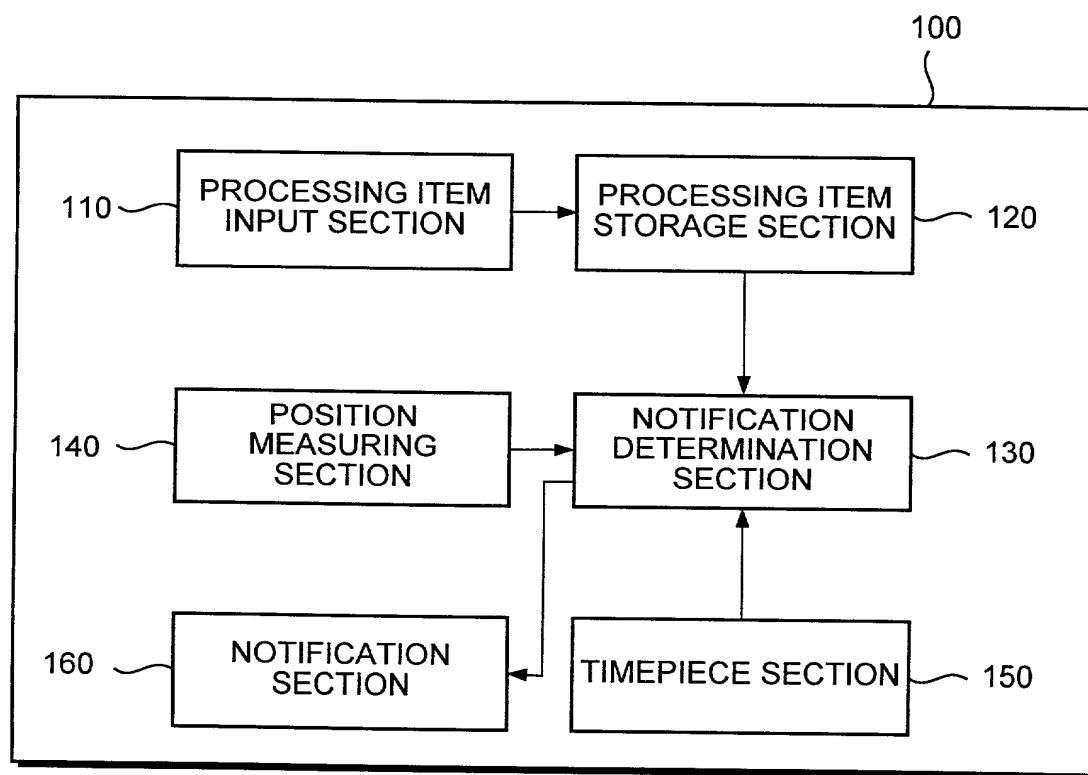 100
110
PROCESSING ITEM
INPUT SECTION
PROCESSING ITEM
STORAGE SECTION
120
140
POSITION
MEASURING
SECTION
NOTIFICATION
DETERMINATION
SECTION
130
160
NOTIFICATION
SECTION
TIMEPIECE SECTION
150